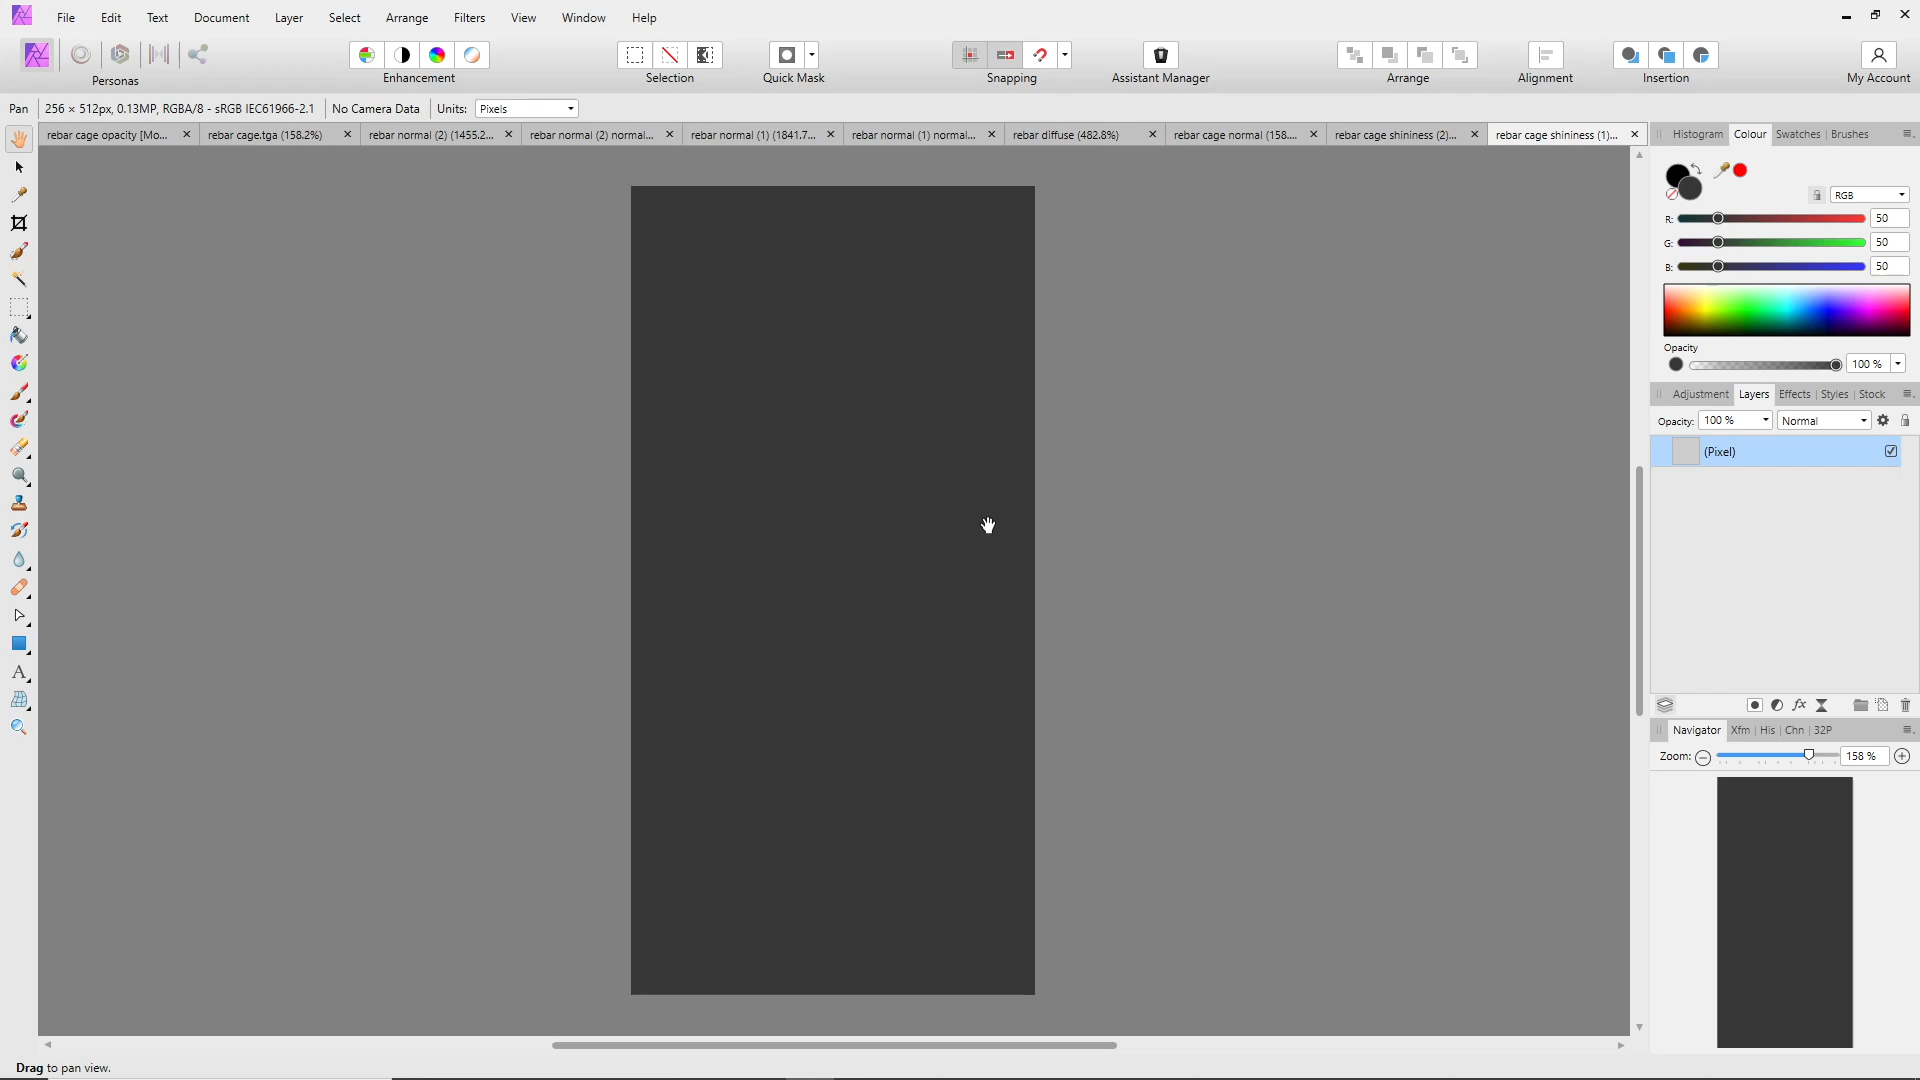 File Edit Text Document Layer Select Arrange Filters View Window Help
Personas Enhancement Selection Quick Mask Snapping Assistant Manager Arrange Alignment Insertion My Account
Pan 256 × 512px, 0.13MP, RGBA/8 - sRGB IEC61966-2.1 No Camera Data Units: Pixels
rebar cage opacity [Mo... rebar cage.tga (158.2%) rebar normal (2) (1455.2... rebar normal (2) normal... rebar normal (1) (1841.7... rebar normal (1) normal... rebar diffuse (482.8%) rebar cage normal (158.... rebar cage shininess (2)... rebar cage shininess (1)...
Histogram Colour Swatches Brushes
RGB
R: 50
G: 50
B: 50
Opacity
100 %
Adjustment Layers Effects Styles Stock
Opacity: 100 % Normal
(Pixel)
Navigator Xfm His Chn 32P
Zoom: 158 %
Drag to pan view.